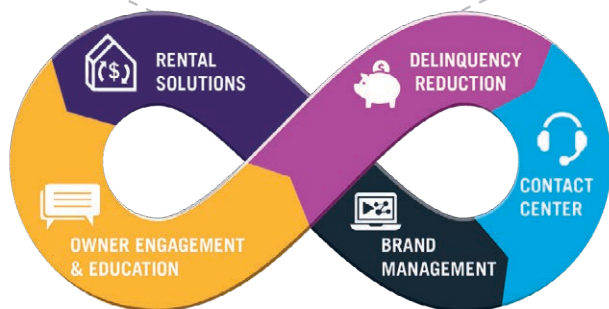 RENTAL
SOLUTIONS
DELINQUENCY
REDUCTION
CONTACT
CENTER
OWNER ENGAGEMENT
& EDUCATION
BRAND
MANAGEMENT